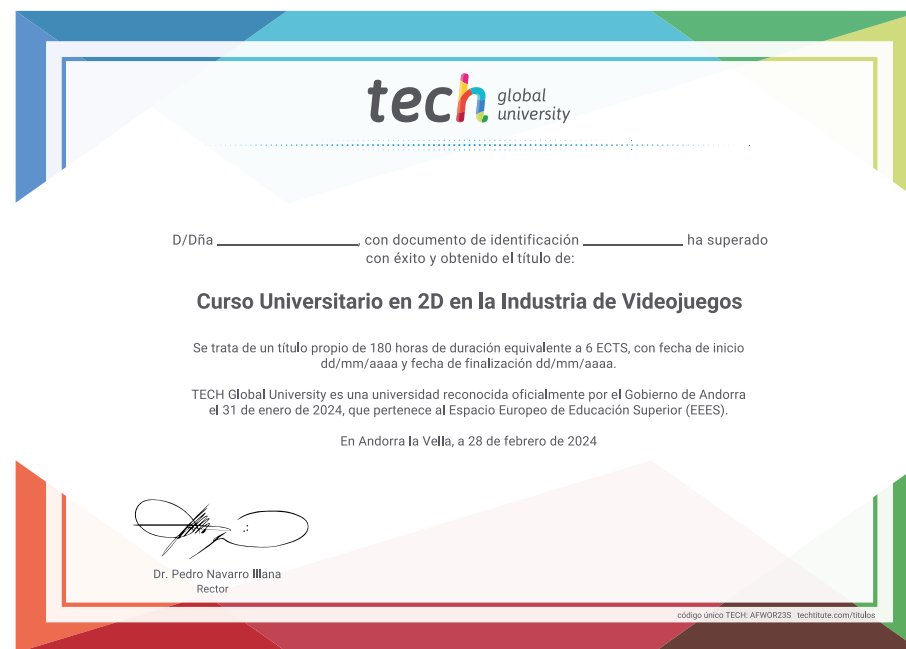 tech global university
D/Dña ____________________, con documento de identificación ______________ ha superado
con éxito y obtenido el título de:
Curso Universitario en 2D en la Industria de Videojuegos
Se trata de un título propio de 180 horas de duración equivalente a 6 ECTS, con fecha de inicio
dd/mm/aaaa y fecha de finalización dd/mm/aaaa.
TECH Global University es una universidad reconocida oficialmente por el Gobierno de Andorra
el 31 de enero de 2024, que pertenece al Espacio Europeo de Educación Superior (EEES).
En Andorra la Vella, a 28 de febrero de 2024
Dr. Pedro Navarro Illana
Rector
código único TECH: AFWOR23S techtitute.com/titulos